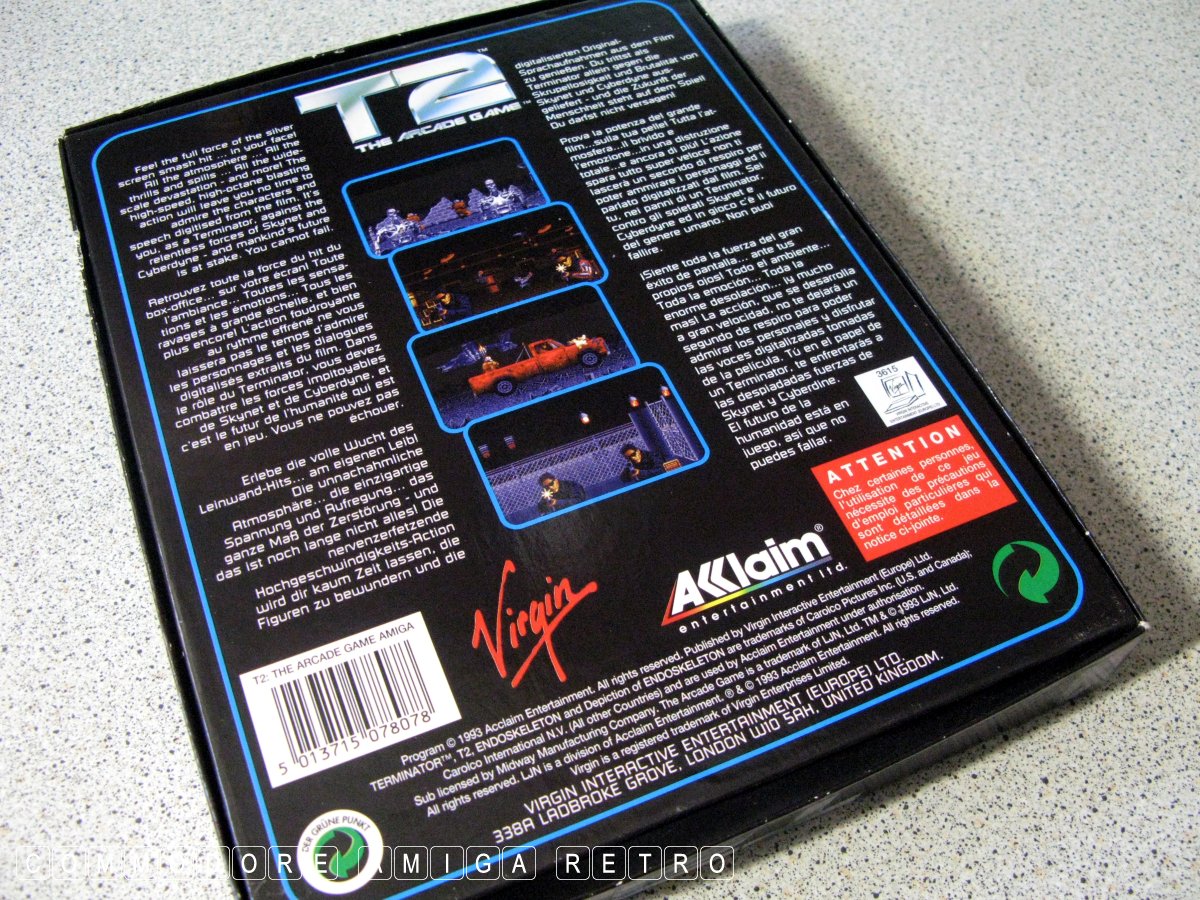 T2™
THE ARCADE GAME™
Feel the full force of the silver
screen smash hit ... in your face!
All the atmosphere ... All the
thrills and spills ... All the wide-
scale devastation - and more! The
high-speed, high-octane blasting
action will leave you no time to
admire the characters and
speech digitised from the film. It's
you, as a Terminator, against the
relentless forces of Skynet and
Cyberdyne - and mankind's future
is at stake. You cannot fail.
Retrouvez toute la force du hit du
box-office... sur votre écran! Toute
l'ambiance... Toutes les sensa-
tions et les émotions... Tous les
ravages à grande échelle, et bien
plus encore! L'action foudroyante
au rythme effréné ne vous
laissera pas le temps d'admirer
les personnages et les dialogues
digitalisés extraits du film. Dans
le rôle du Terminator, vous devez
combattre les forces impitoyables
de Skynet et de Cyberdyne, et
c'est le futur de l'humanité qui est
en jeu. Vous ne pouvez pas
échouer.
Erlebe die volle Wucht des
Leinwand-Hits... am eigenen Leib!
Die unnachahmliche
Atmosphäre... die einzigartige
Spannung und Aufregung... das
ganze Maß der Zerstörung - und
das ist noch lange nicht alles! Die
nervenzerfetzende
Hochgeschwindigkeits-Action
wird dir kaum Zeit lassen, die
Figuren zu bewundern und die
digitalisierten Original-
Sprachaufnahmen aus dem Film
zu genießen. Du trittst als
Terminator allein gegen die
Skrupellosigkeit und Brutalität von
Skynet und Cyberdyne aus-
geliefert - und die Zukunft der
Menschheit steht auf dem Spiel!
Du darfst nicht versagen!
Prova la potenza del grande
film...sulla tua pelle! Tutta l'at-
mosfera...il brivido e
l'emozione...in una distruzione
totale...e ancora di più! L'azione
spara tutto super veloce non ti
lascerà un secondo di respiro per
poter ammirare i personaggi ed il
parlato digitalizzati dal film. Sei
tu, nei panni di un Terminator,
contro gli spietati Skynet e
Cyberdyne ed in gioco c'è il futuro
del genere umano. Non puoi
fallire.
¡Siente toda la fuerza del gran
éxito de pantalla... ante tus
propios ojos! Todo el ambiente...
Toda la emoción... Toda la
enorme desolación... ¡y mucho
mas! La acción, que se desarrolla
a gran velocidad, no te dejará un
segundo de respiro para poder
admirar los personajes y disfrutar
las voces digitalizadas tomadas
de la película. Tú en el papel de
un Terminator, te enfrentarás a
las despiadadas fuerzas de
Skynet y Cyberdine.
El futuro de la
humanidad está en
juego, así que no
puedes fallar.
3615
Virgin
VIRGIN INTERACTIVE
ENTERTAINMENT (EUROPE) LTD
ATTENTION
Chez certaines personnes,
l'utilisation de ce jeu
nécessite des précautions
d'emploi particulières qui
sont détaillées dans la
notice ci-jointe.
Virgin
Acclaim®
entertainment ltd.
T2: THE ARCADE GAME AMIGA
5 013715 078078
Program © 1993 Acclaim Entertainment. All rights reserved. Published by Virgin Interactive Entertainment (Europe) Ltd.
TERMINATOR™, T2, ENDOSKELETON and Depiction of ENDOSKELETON are trademarks of Carolco Pictures Inc. (U.S. and Canada);
Carolco International N.V. (All other Countries) and are used by Acclaim Entertainment under authorisation.
Sub licensed by Midway Manufacturing Company. The Arcade Game is a trademark of LJN, Ltd. TM & © 1993 LJN, Ltd.
All rights reserved. LJN is a division of Acclaim Entertainment. ® & © 1993 Acclaim Entertainment. All rights reserved.
Virgin is a registered trademark of Virgin Enterprises Limited.
VIRGIN INTERACTIVE ENTERTAINMENT (EUROPE) LTD.
338A LADBROKE GROVE, LONDON W10 5AH, UNITED KINGDOM.
DER GRÜNE PUNKT
COMMODORE AMIGA RETRO